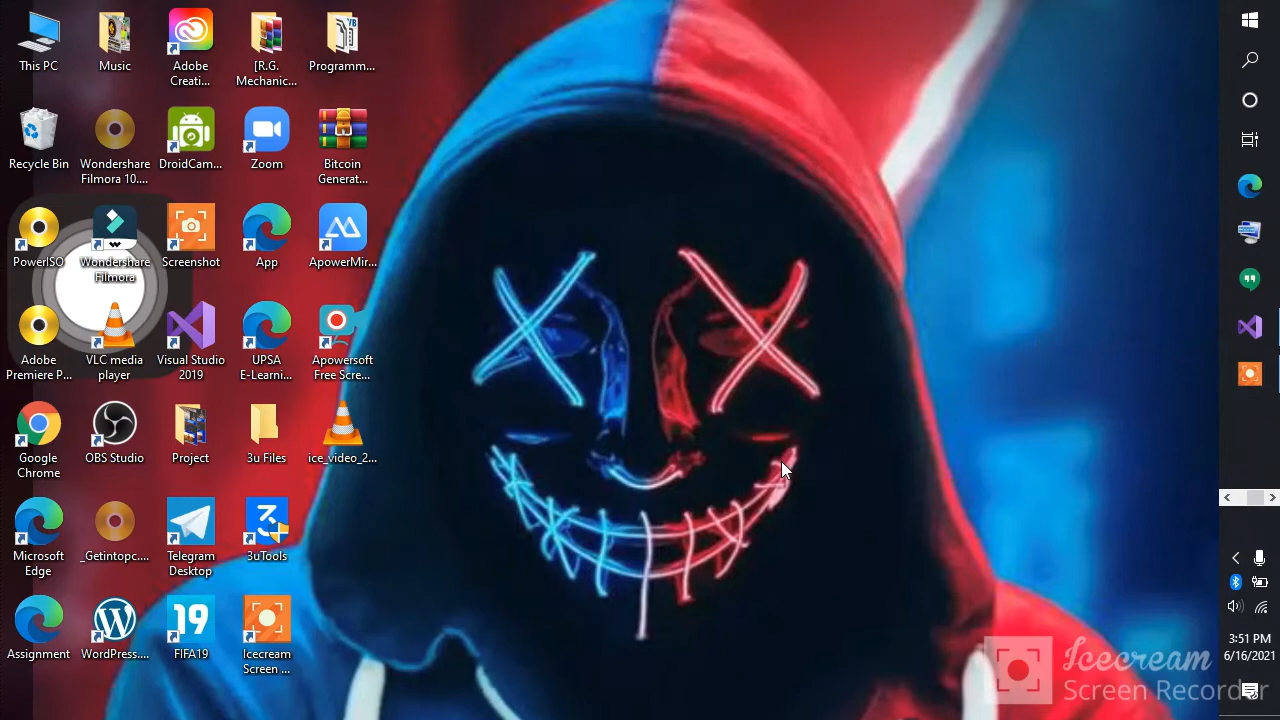 This PC
Music
Adobe
Creati...
[R.G.
Mechanic...
Programm...
Recycle Bin
Wondershare
Filmora 10....
DroidCam...
Zoom
Bitcoin
Generat...
PowerISO
Wondershare
Filmora
Screenshot
App
ApowerMir...
Adobe
Premiere P...
VLC media
player
Visual Studio
2019
UPSA
E-Learni...
Apowersoft
Free Scre...
Google
Chrome
OBS Studio
Project
3u Files
ice_video_2...
Microsoft
Edge
_Getintopc....
Telegram
Desktop
3uTools
Assignment
WordPress....
19
FIFA19
Icecream
Screen ...
3:51 PM
6/16/2021
Icecream
Screen Recorder